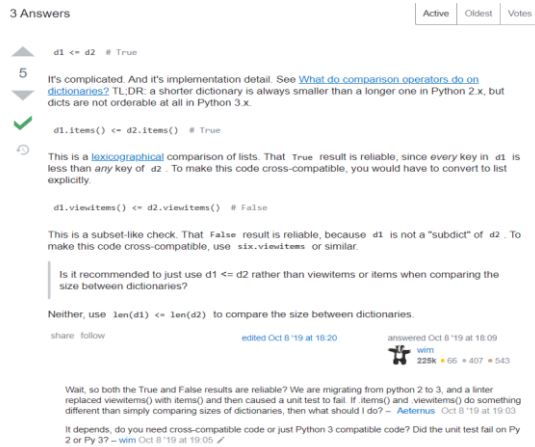 3 Answers
Active Oldest Votes
d1 <= d2 # True
5
It's complicated. And it's implementation detail. See What do comparison operators do on
dictionaries? TL;DR: a shorter dictionary is always smaller than a longer one in Python 2.x, but
dicts are not orderable at all in Python 3.x.
d1.items() <= d2.items() # True
This is a lexicographical comparison of lists. That True result is reliable, since every key in d1 is
less than any key of d2 . To make this code cross-compatible, you would have to convert to list
explicitly.
d1.viewitems() <= d2.viewitems() # False
This is a subset-like check. That False result is reliable, because d1 is not a "subdict" of d2 . To
make this code cross-compatible, use six.viewitems or similar.
Is it recommended to just use d1 <= d2 rather than viewitems or items when comparing the
size between dictionaries?
Neither, use len(d1) <= len(d2) to compare the size between dictionaries.
share follow
edited Oct 8 '19 at 18:20
answered Oct 8 '19 at 18:09
wim
225k 66 407 543
Wait, so both the True and False results are reliable? We are migrating from python 2 to 3, and a linter
replaced viewitems() with items() and then caused a unit test to fail. If .items() and .viewitems() do something
different than simply comparing sizes of dictionaries, then what should I do? – Aeternus Oct 8 '19 at 19:03
It depends, do you need cross-compatible code or just Python 3 compatible code? Did the unit test fail on Py
2 or Py 3? – wim Oct 8 '19 at 19:05